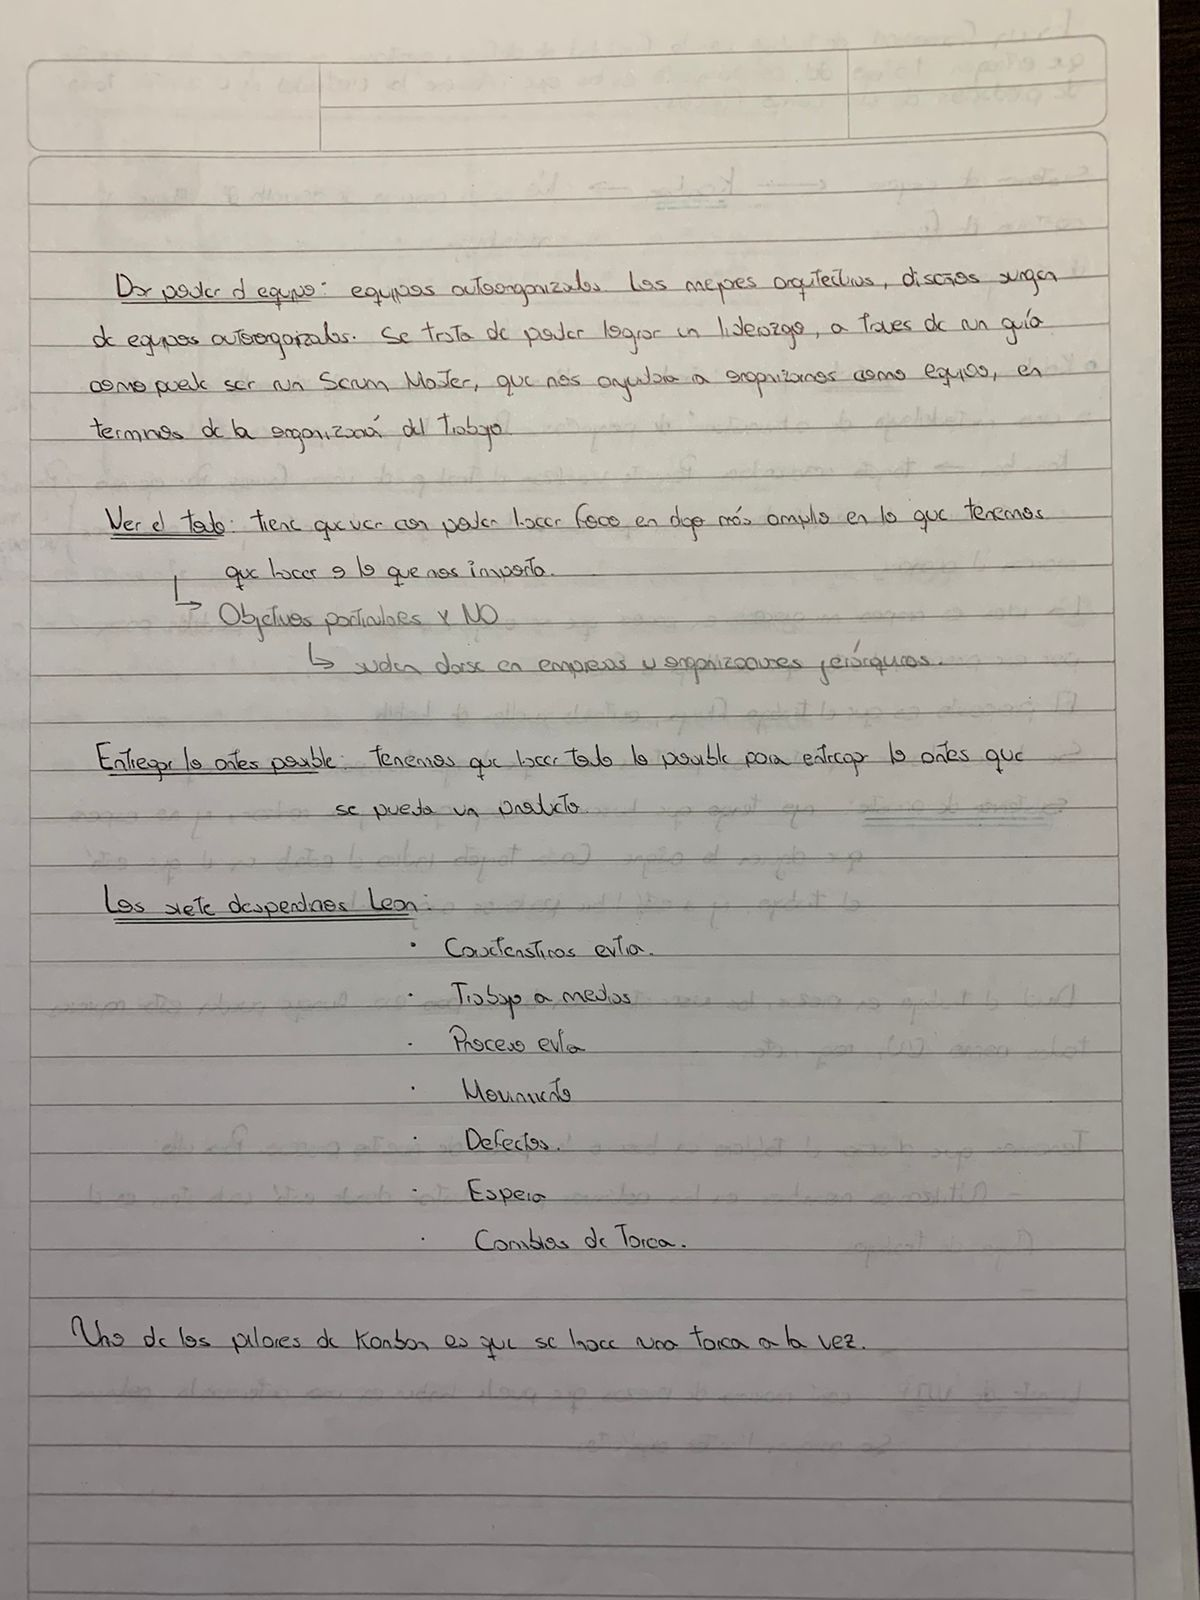 Dar poder al equipo: equipos autoorganizados. Las mejores arquitecturas, diseños surgen
de equipos autoorganizados. Se trata de poder lograr un liderazgo, a traves de un guía
como puede ser un Scrum Master, que nos ayudara a organizarnos como equipo, en
terminos de la organización del trabajo.
Ver el todo: tiene que ver con poder hacer foco en algo más amplio en lo que tenemos
que hacer o lo que nos importa.
↳ Objetivos particulares Y NO
↳ suelen darse en empresas u organizaciones jerárquicas.
Entregar lo antes posible: tenemos que hacer todo lo posible para entregar lo antes que
se pueda un producto.
Los siete desperdicios Lean:
· Características extra.
· Trabajo a medias
· Proceso extra
· Movimiento
· Defectos.
· Espera
· Cambios de Tarea.
Uno de los pilares de Kanban es que se hace una tarea a la vez.